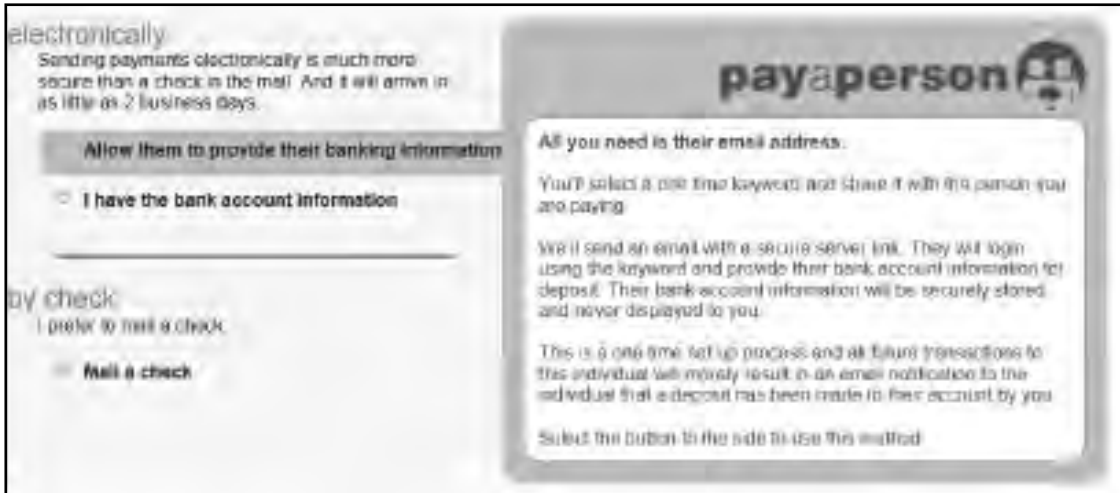 electronically
Sending payments electronically is much more
secure than a check in the mail. And it will arrive in
as little as 2 business days.
Allow them to provide their banking information
I have the bank account information
by check
I prefer to mail a check.
Mail a check
payaperson
All you need is their email address.
You'll select a one time keyword and share it with the person you
are paying.
We'll send an email with a secure server link. They will login
using the keyword and provide their bank account information for
deposit. Their bank account information will be securely stored
and never displayed to you.
This is a one time set up process and all future transactions to
this individual will merely result in an email notification to the
individual that a deposit has been made to their account by you.
Select the button to the side to use this method.